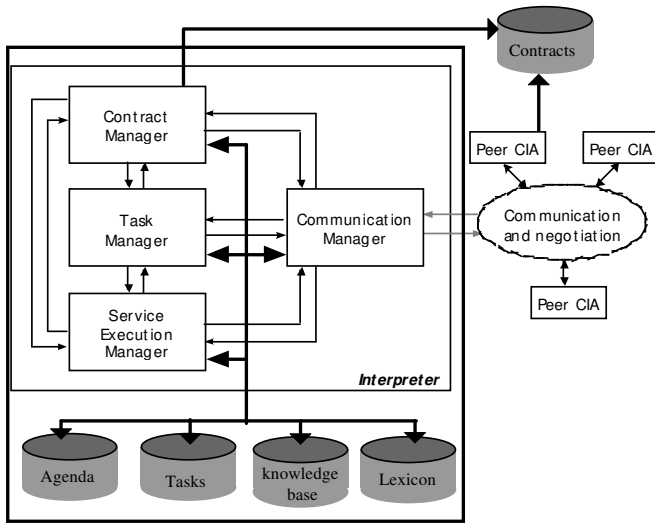 Contracts
Contract
Manager
Peer CIA
Peer CIA
Task
Manager
Communication
Manager
Communication
and negotiation
Service
Execution
Manager
Peer CIA
Interpreter
Agenda
Tasks
knowledge
base
Lexicon